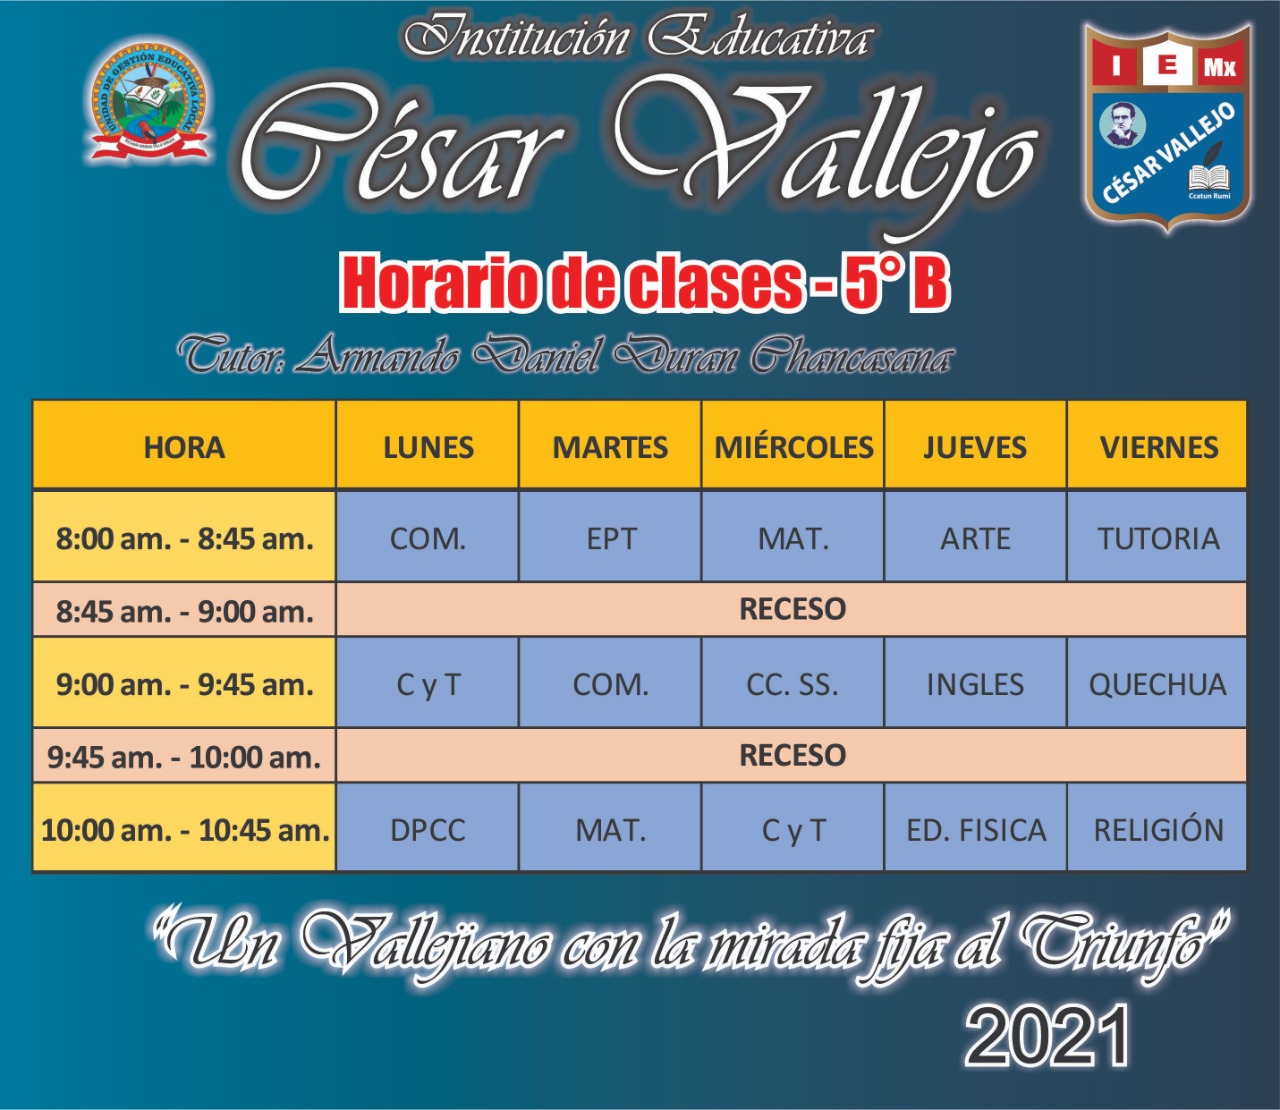 Institución Educativa
César Vallejo
UNIDAD DE GESTIÓN EDUCATIVA LOCAL
I E Mx
CÉSAR VALLEJO
Ccatun Rumi
Horario de clases - 5° B
Tutor: Armando Daniel Duran Chancasana
HORA LUNES MARTES MIÉRCOLES JUEVES VIERNES
8:00 am. - 8:45 am. COM. EPT MAT. ARTE TUTORIA
8:45 am. - 9:00 am. RECESO
9:00 am. - 9:45 am. C y T COM. CC. SS. INGLES QUECHUA
9:45 am. - 10:00 am. RECESO
10:00 am. - 10:45 am. DPCC MAT. C y T ED. FISICA RELIGIÓN
“Un Vallejiano con la mirada fija al Triunfo”
2021